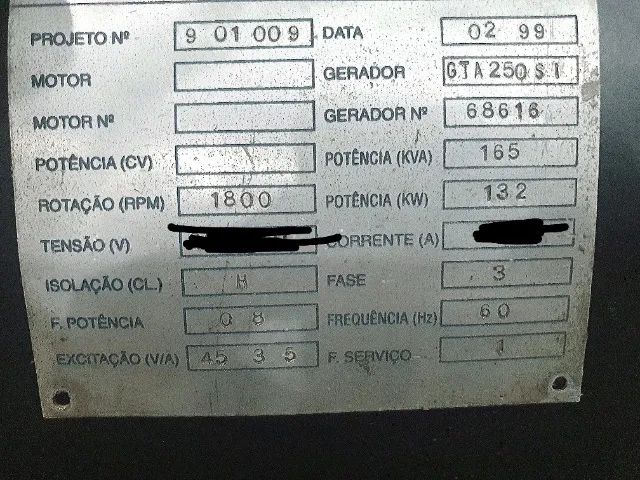 PROJETO Nº 9 01 009 DATA 02 99
MOTOR GERADOR GTA250SI
MOTOR Nº GERADOR Nº 68616
POTÊNCIA (CV) POTÊNCIA (KVA) 165
ROTAÇÃO (RPM) 1800 POTÊNCIA (KW) 132
TENSÃO (V) CORRENTE (A)
ISOLAÇÃO (CL.) H FASE 3
F. POTÊNCIA 0 8 FREQUÊNCIA (Hz) 60
EXCITAÇÃO (V/A) 45 3 5 F. SERVIÇO 1